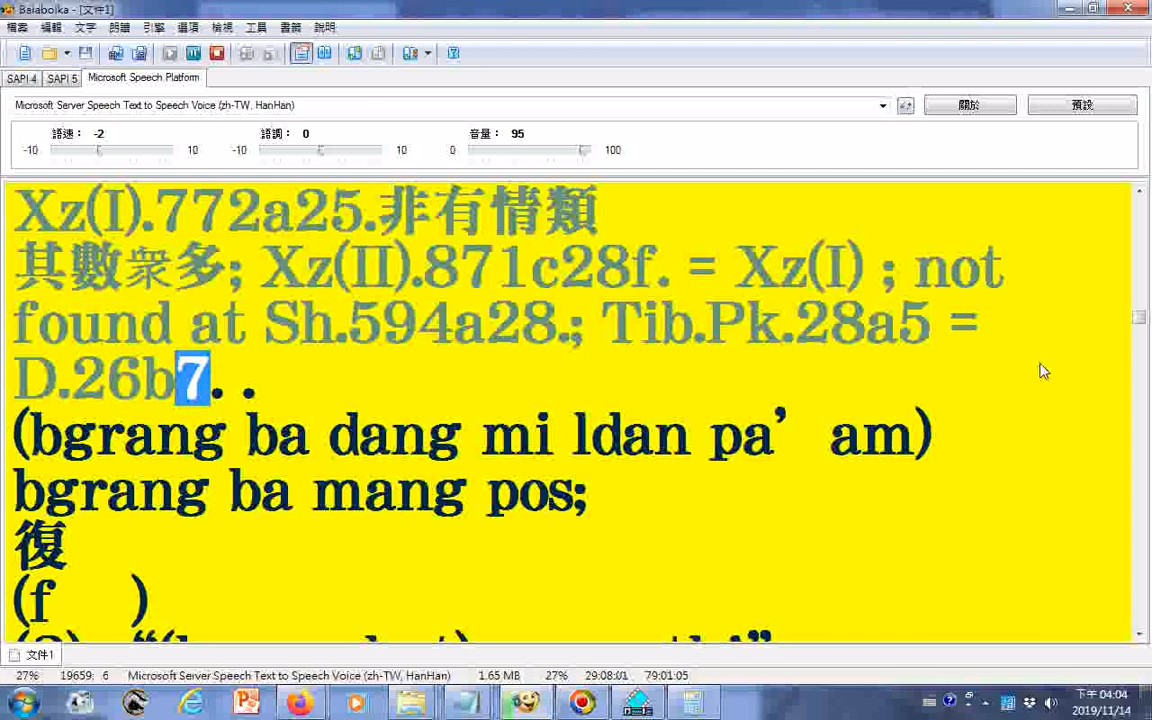 Balabolka - [文件1]
檔案 編輯 文字 朗讀 引擎 選項 檢視 工具 書籤 說明
SAPI 4 SAPI 5 Microsoft Speech Platform
Microsoft Server Speech Text to Speech Voice (zh-TW, HanHan) 關於 預設
語速： -2 語調： 0 音量： 95
-10 10 -10 10 0 100
Xz(I).772a25.非有情類
其數衆多; Xz(II).871c28f. = Xz(I) ; not
found at Sh.594a28.; Tib.Pk.28a5 =
D.26b7. .
(bgrang ba dang mi ldan pa’ am)
bgrang ba mang pos;
復
(f )
文件1
27% 19659: 6 Microsoft Server Speech Text to Speech Voice (zh-TW, HanHan) 1.65 MB 27% 29:08:01 79:01:05
下午 04:04
2019/11/14